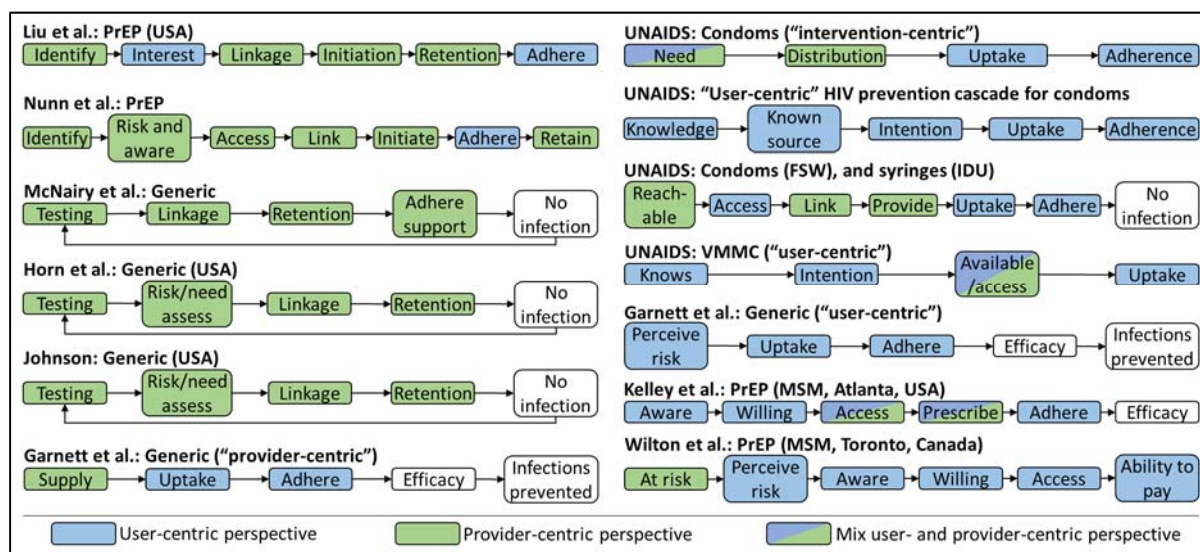 Liu et al.: PrEP (USA)
Identify Interest Linkage Initiation Retention Adhere
Nunn et al.: PrEP
Identify Risk and aware Access Link Initiate Adhere Retain
McNairy et al.: Generic
Testing Linkage Retention Adhere support No infection
Horn et al.: Generic (USA)
Testing Risk/need assess Linkage Retention No infection
Johnson: Generic (USA)
Testing Risk/need assess Linkage Retention No infection
Garnett et al.: Generic (“provider-centric”)
Supply Uptake Adhere Efficacy Infections prevented
UNAIDS: Condoms (“intervention-centric”)
Need Distribution Uptake Adherence
UNAIDS: “User-centric” HIV prevention cascade for condoms
Knowledge Known source Intention Uptake Adherence
UNAIDS: Condoms (FSW), and syringes (IDU)
Reach-able Access Link Provide Uptake Adhere No infection
UNAIDS: VMMC (“user-centric”)
Knows Intention Available /access Uptake
Garnett et al.: Generic (“user-centric”)
Perceive risk Uptake Adhere Efficacy Infections prevented
Kelley et al.: PrEP (MSM, Atlanta, USA)
Aware Willing Access Prescribe Adhere Efficacy
Wilton et al.: PrEP (MSM, Toronto, Canada)
At risk Perceive risk Aware Willing Access Ability to pay
User-centric perspective Provider-centric perspective Mix user- and provider-centric perspective